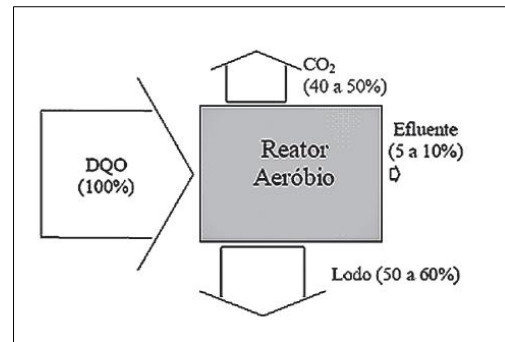 CO₂
(40 a 50%)
Efluente
(5 a 10%)
DQO
(100%)
Reator
Aeróbio
Lodo (50 a 60%)